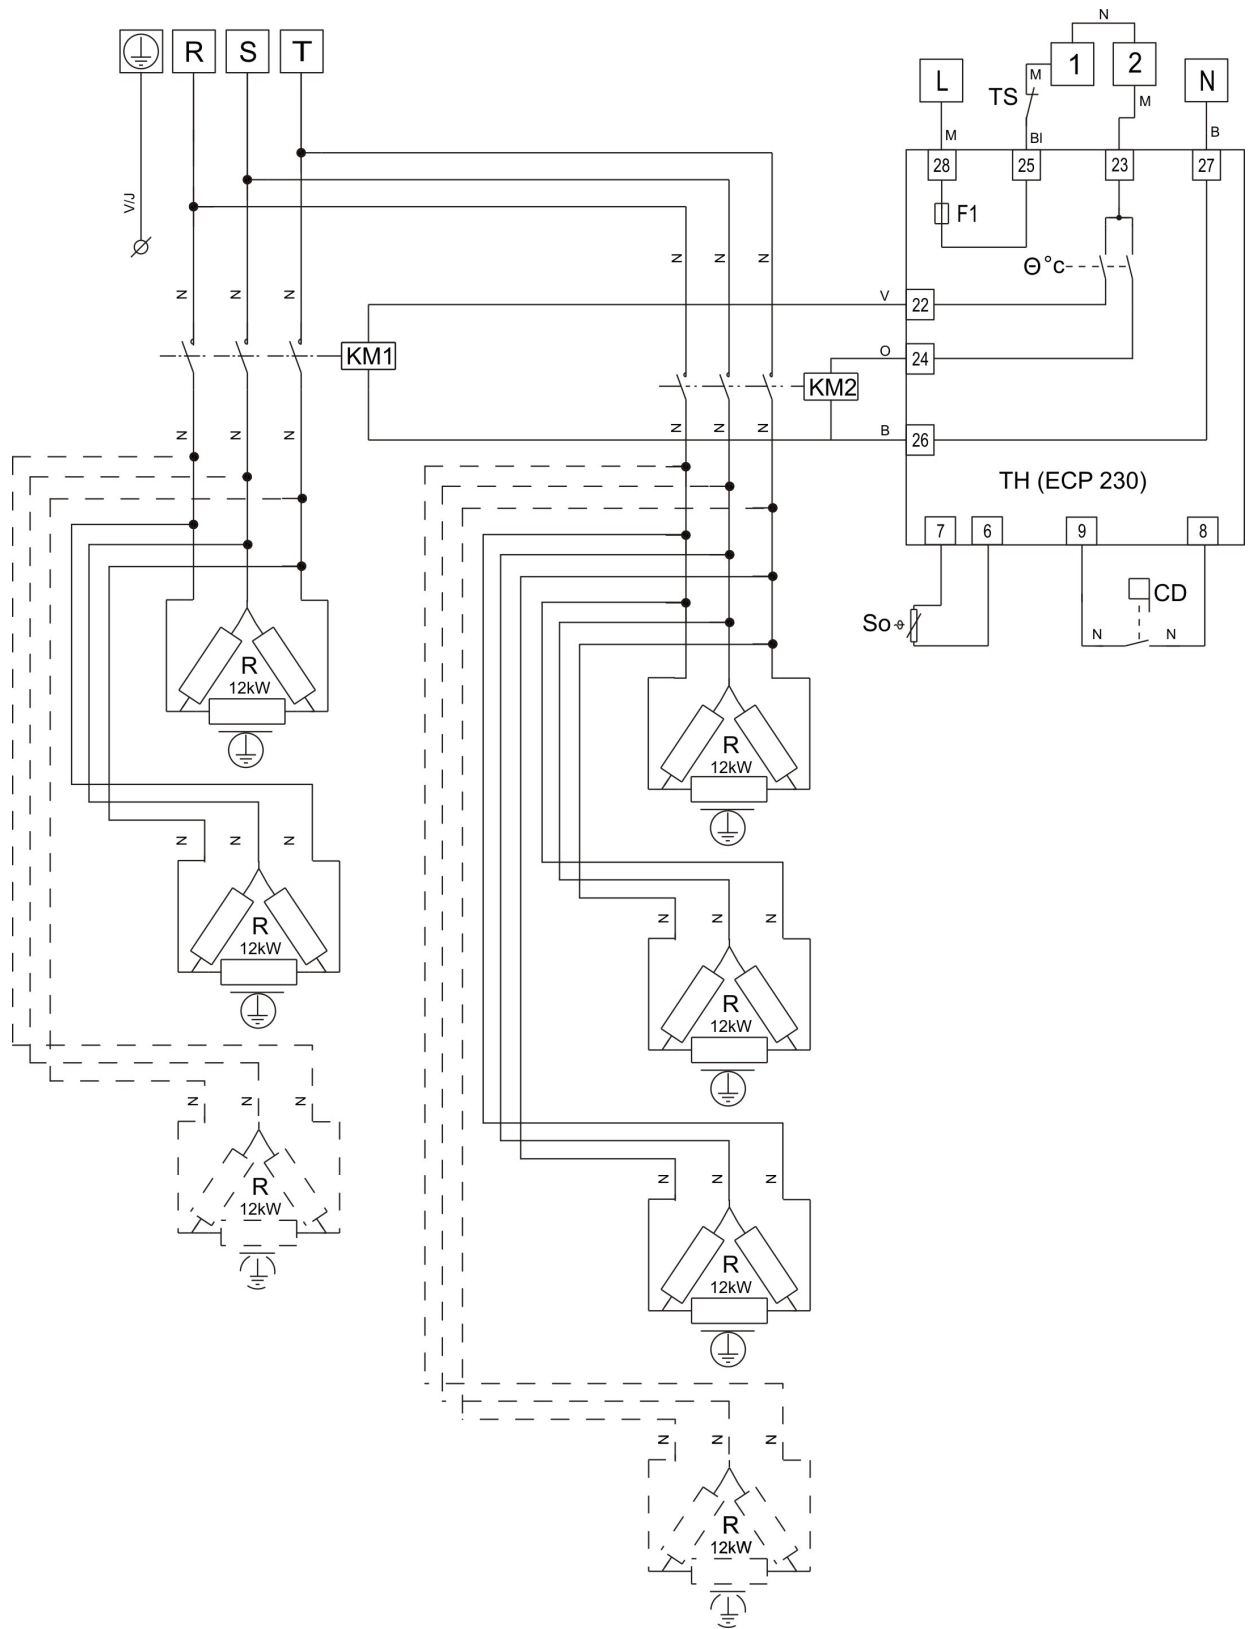 N
R S T
L TS M 1 2 N
M
M BI B
28 25 23 27
F1
V/J
N N N
Θ°c
N N N
V 22
KM1
O 24
KM2
N N N
N N N
B 26
TH (ECP 230)
7 6 9 8
CD
So
N N
R
12kW
R
12kW
N N N
R
12kW
N N N
R
12kW
N N N
R
12kW
N N N
R
12kW
N N N
R
12kW